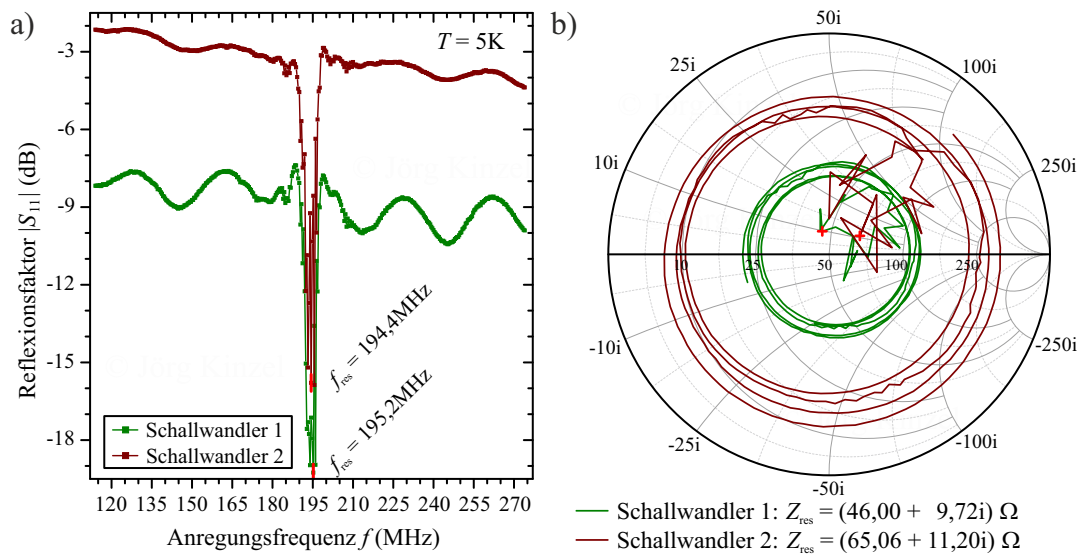 a)
T = 5K
Reflexionsfaktor |S₁₁| (dB)
-3
-6
-9
-12
-15
-18
© Jörg Kinzel
© Jörg Kinzel
f_res = 194,4MHz
f_res = 195,2MHz
Schallwandler 1
Schallwandler 2
120 135 150 165 180 195 210 225 240 255 270
Anregungsfrequenz f (MHz)
b)
50i
25i
100i
10i
250i
10 25 50 100 250
-10i
-250i
-25i
-100i
-50i
Schallwandler 1: Z_res = (46,00 + 9,72i) Ω
Schallwandler 2: Z_res = (65,06 + 11,20i) Ω